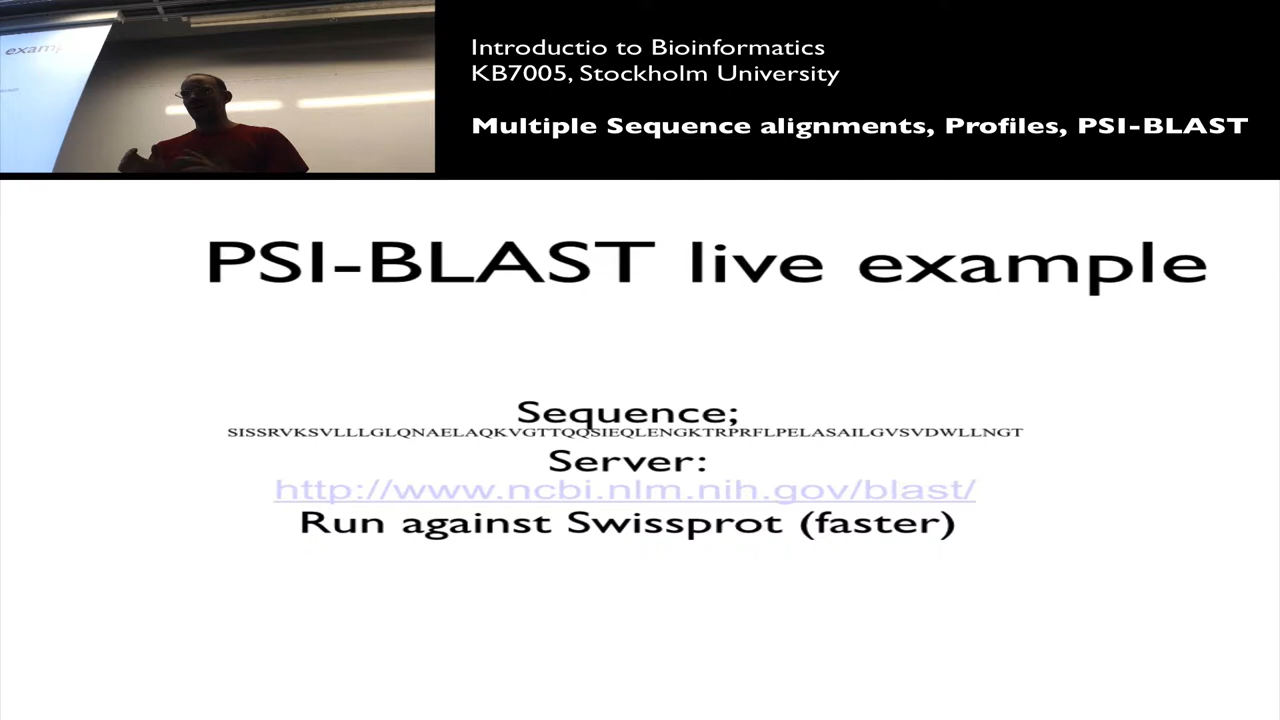 exam
Introductio to Bioinformatics
KB7005, Stockholm University
Multiple Sequence alignments, Profiles, PSI-BLAST
PSI-BLAST live example
Sequence;
SISSRVKSVLLLGLQNAELAQKVGTTQQSIEQLENGKTRPRFLPELASAILGVSVDWLLNGT
Server:
http://www.ncbi.nlm.nih.gov/blast/
Run against Swissprot (faster)